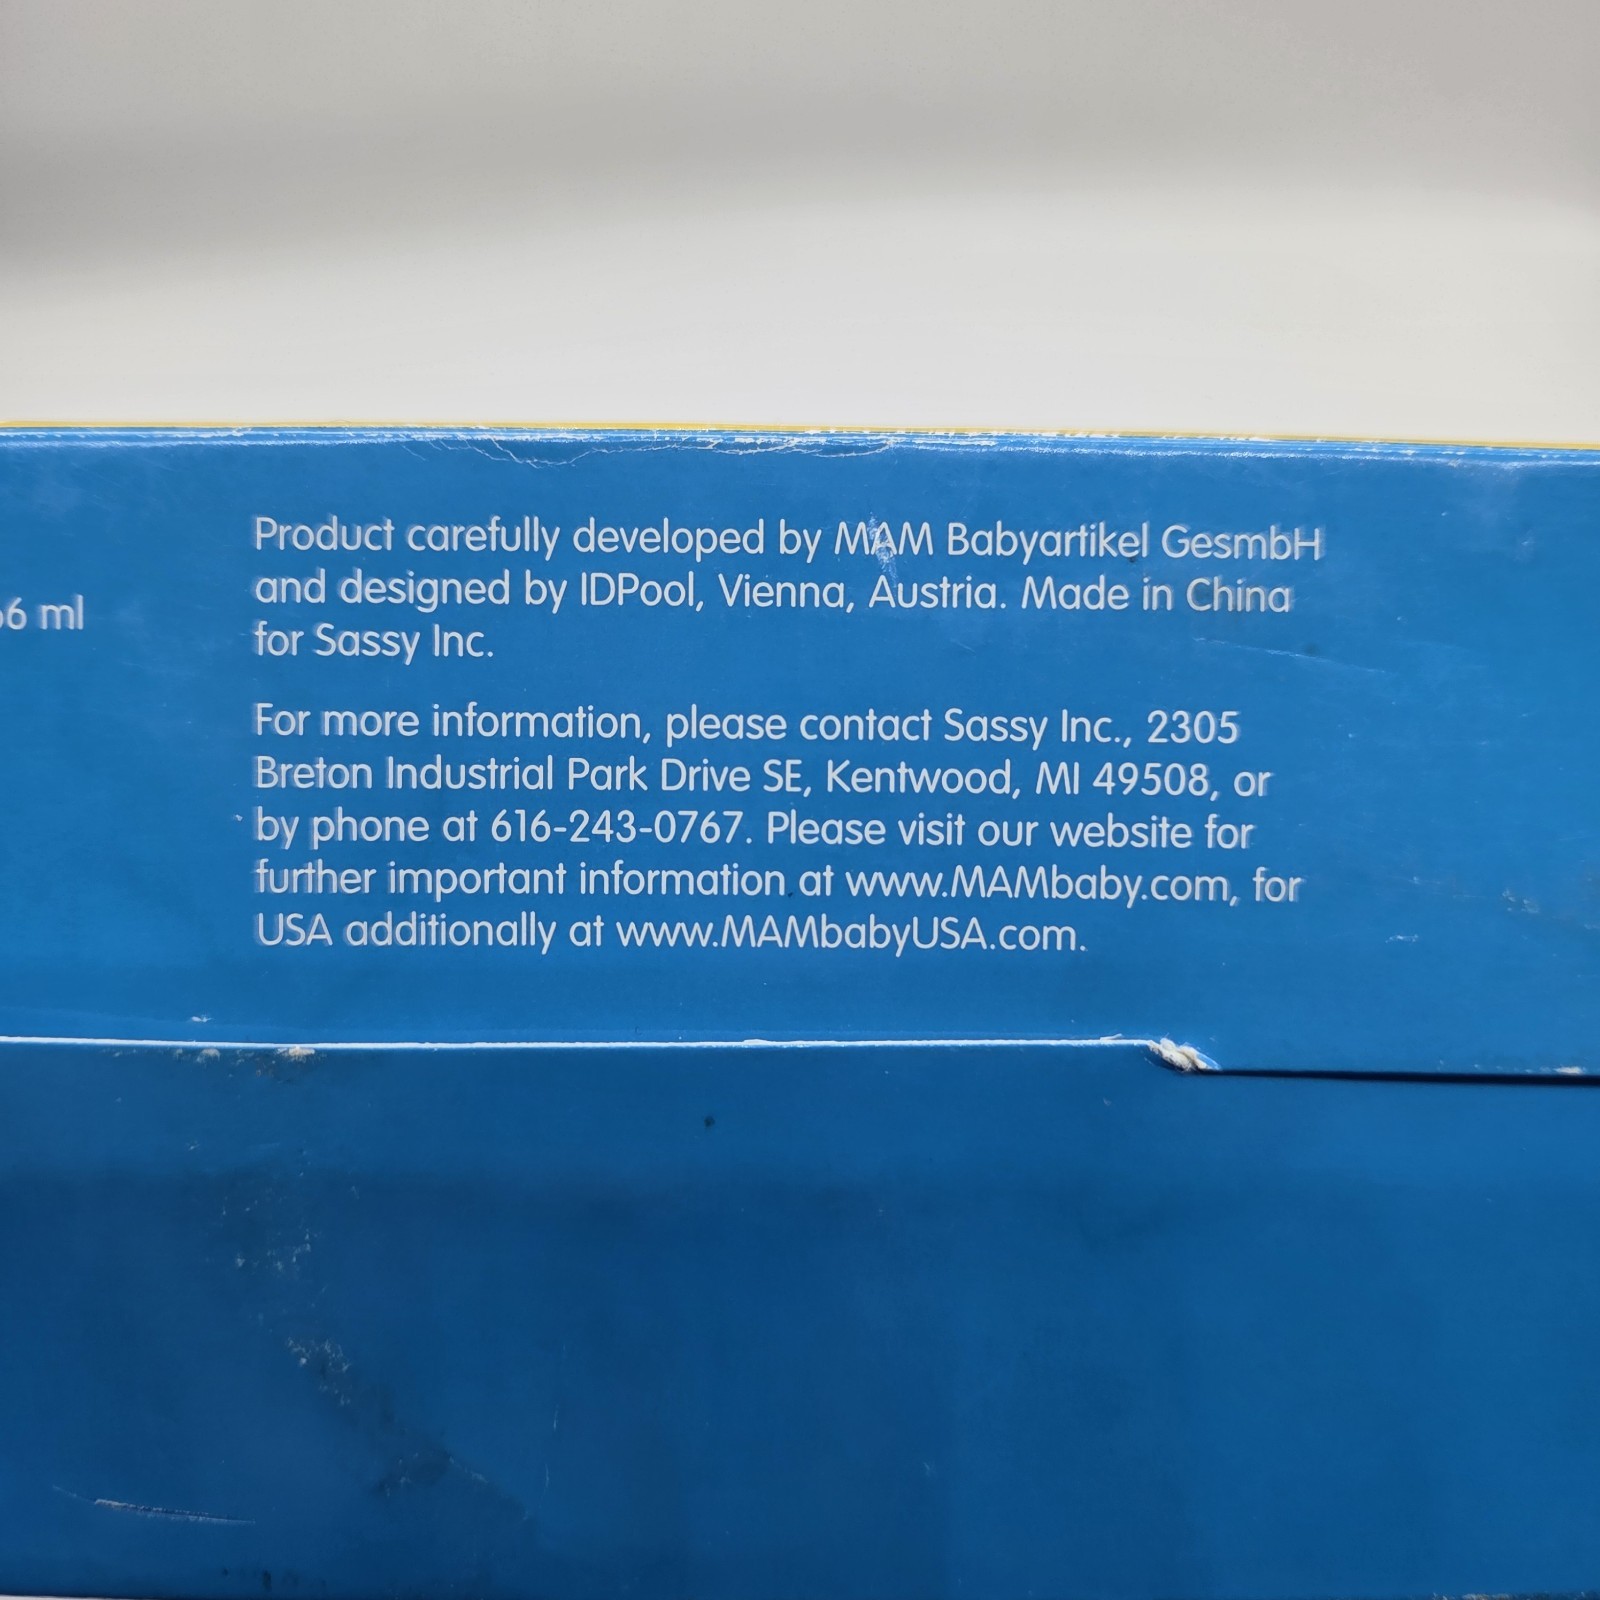 6 ml
Product carefully developed by MAM Babyartikel GesmbH
and designed by IDPool, Vienna, Austria. Made in China
for Sassy Inc.
For more information, please contact Sassy Inc., 2305
Breton Industrial Park Drive SE, Kentwood, MI 49508, or
by phone at 616-243-0767. Please visit our website for
further important information at www.MAMbaby.com, for
USA additionally at www.MAMbabyUSA.com.